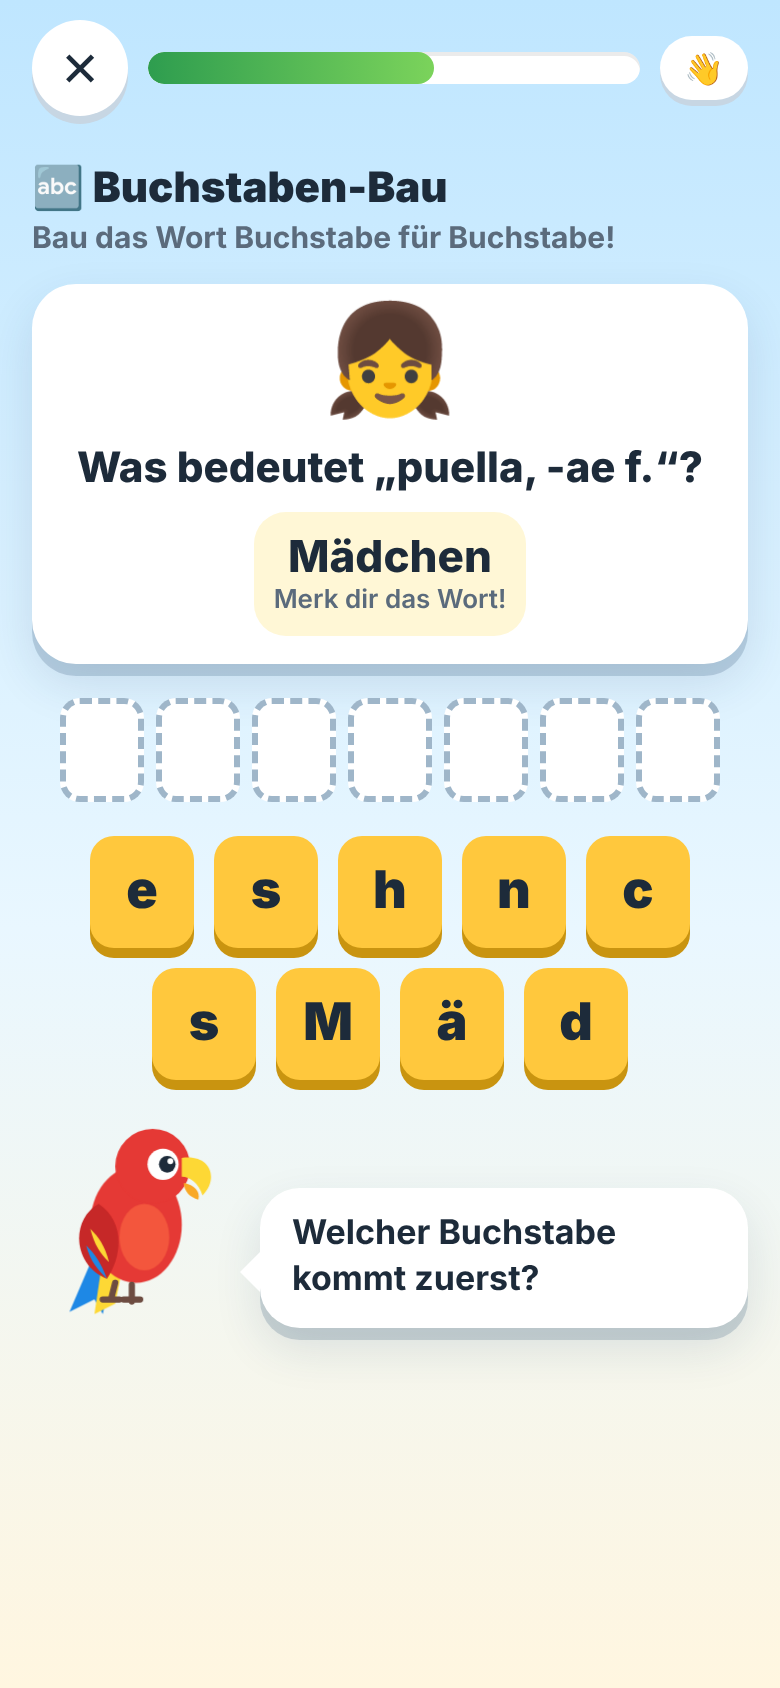 abc Buchstaben-Bau
Bau das Wort Buchstabe für Buchstabe!
Was bedeutet „puella, -ae f.“?
Mädchen
Merk dir das Wort!
e s h n c
s M ä d
Welcher Buchstabe
kommt zuerst?